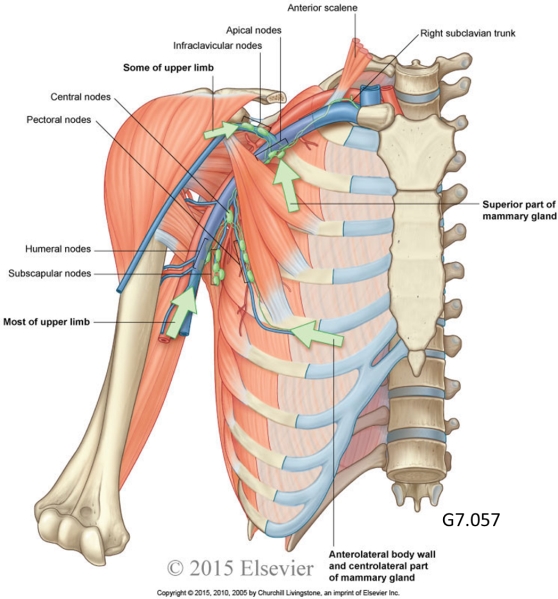 Anterior scalene
Apical nodes
Right subclavian trunk
Infraclavicular nodes
Some of upper limb
Central nodes
Pectoral nodes
Superior part of
mammary gland
Humeral nodes
Subscapular nodes
Most of upper limb
G7.057
Anterolateral body wall
and centrolateral part
of mammary gland
© 2015 Elsevier
Copyright © 2015, 2010, 2005 by Churchill Livingstone, an imprint of Elsevier Inc.